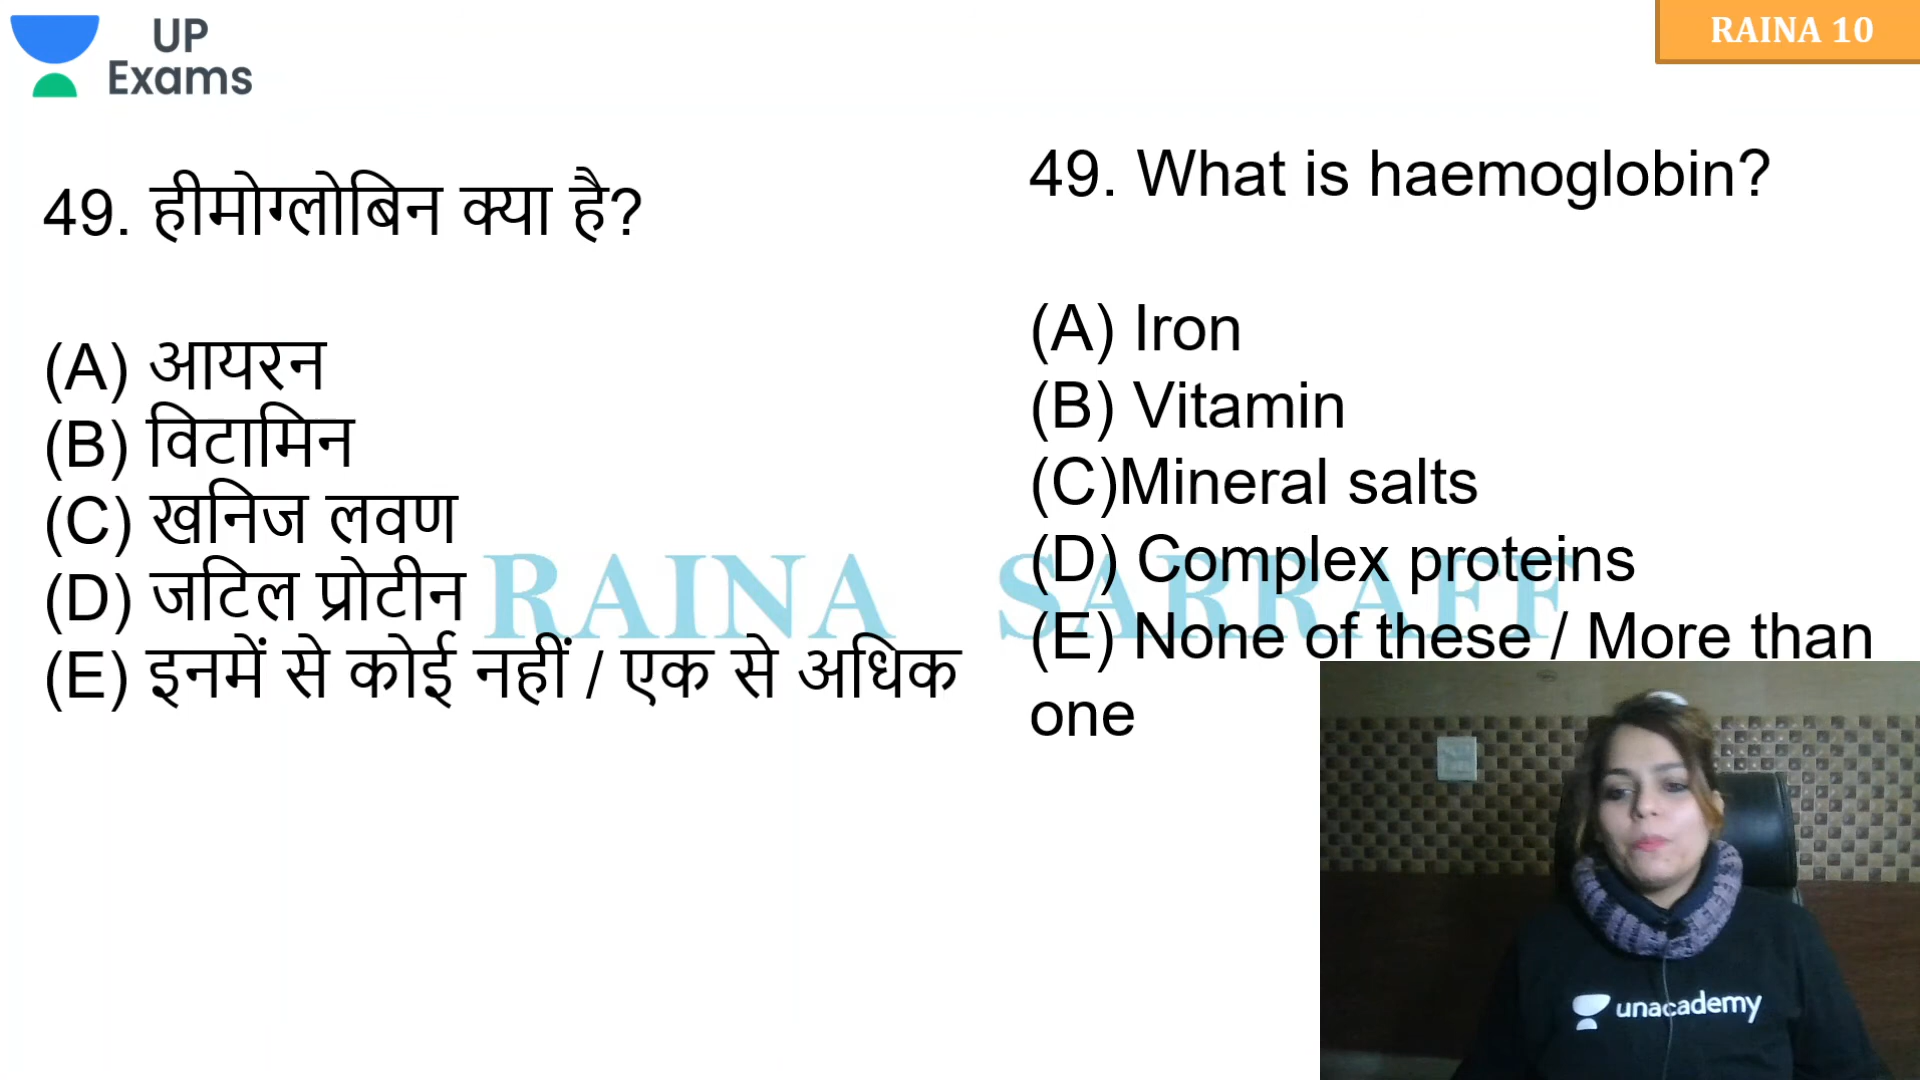 UP
Exams
RAINA 10
49. हीमोग्लोबिन क्या है?
(A) आयरन
(B) विटामिन
(C) खनिज लवण
(D) जटिल प्रोटीन
(E) इनमें से कोई नहीं / एक से अधिक
49. What is haemoglobin?
(A) Iron
(B) Vitamin
(C)Mineral salts
(D) Complex proteins
(E) None of these / More than
one
RAINA SARRAFF
unacademy